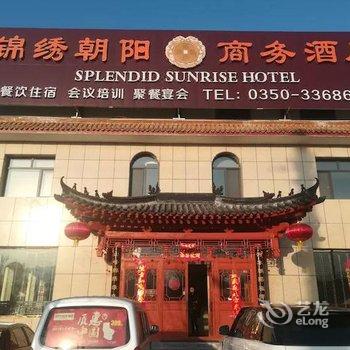 锦绣朝阳 商务酒店
SPLENDID SUNRISE HOTEL
餐饮住宿 会议培训 聚餐宴会 TEL: 0350-33686
艺龙
eLong